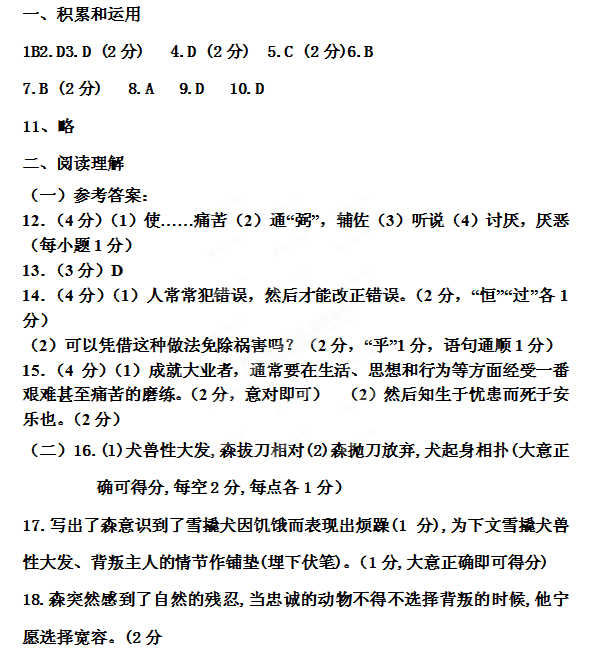 一、积累和运用
1B2.D3.D (2分) 4.D (2分) 5.C (2分)6.B
7.B (2分) 8.A 9.D 10.D
11、略
二、阅读理解
（一）参考答案:
12.（4分）（1）使……痛苦（2）通“弼”，辅佐（3）听说（4）讨厌，厌恶
（每小题1分）
13.（3分）D
14.（4分）（1）人常常犯错误，然后才能改正错误。（2分，“恒”“过”各1
分）
（2）可以凭借这种做法免除祸害吗？（2分，“乎”1分，语句通顺1分）
15.（4 分）（1）成就大业者，通常要在生活、思想和行为等方面经受一番
艰难甚至痛苦的磨练。（2分，意对即可） （2）然后知生于忧患而死于安
乐也。（2分）
（二）16.(1)犬兽性大发,森拔刀相对(2)森抛刀放弃,犬起身相扑(大意正
确可得分,每空2分,每点各1分）
17.写出了森意识到了雪撬犬因饥饿而表现出烦躁(1 分),为下文雪撬犬兽
性大发、背叛主人的情节作铺垫(埋下伏笔)。(1分,大意正确即可得分)
18.森突然感到了自然的残忍,当忠诚的动物不得不选择背叛的时候,他宁
愿选择宽容。(2分